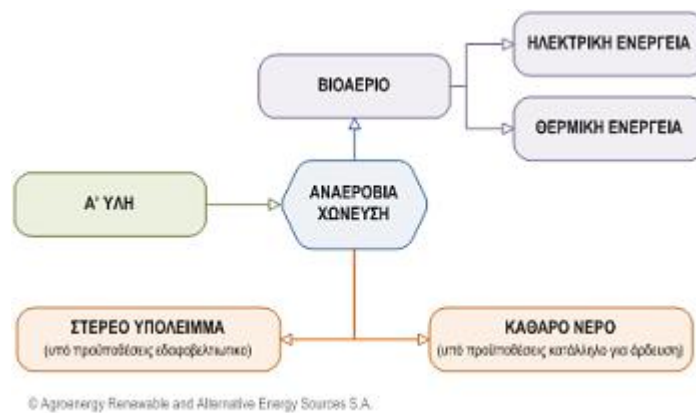 ΗΛΕΚΤΡΙΚΗ ΕΝΕΡΓΕΙΑ
ΒΙΟΑΕΡΙΟ
ΘΕΡΜΙΚΗ ΕΝΕΡΓΕΙΑ
Α' ΥΛΗ
ΑΝΑΕΡΟΒΙΑ
ΧΩΝΕΥΣΗ
ΣΤΕΡΕΟ ΥΠΟΛΕΙΜΜΑ
(υπό προϋποθέσεις εδαφοβελτιωτικο)
ΚΑΘΑΡΟ ΝΕΡΟ
(υπό προϋποθέσεις κατάλληλο για άρδευση)
© Agroenergy Renewable and Alternative Energy Sources S.A.